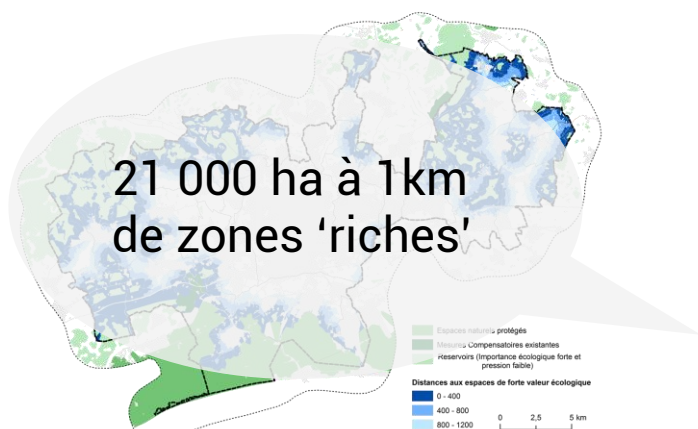 21 000 ha à 1km
de zones ‘riches’
Espaces naturels protégés
Mesures Compensatoires existantes
Reservoirs (Importance écologique forte et
pression faible)
Distances aux espaces de forte valeur écologique
0 - 400
400 - 800
800 - 1200
0 2,5 5 km